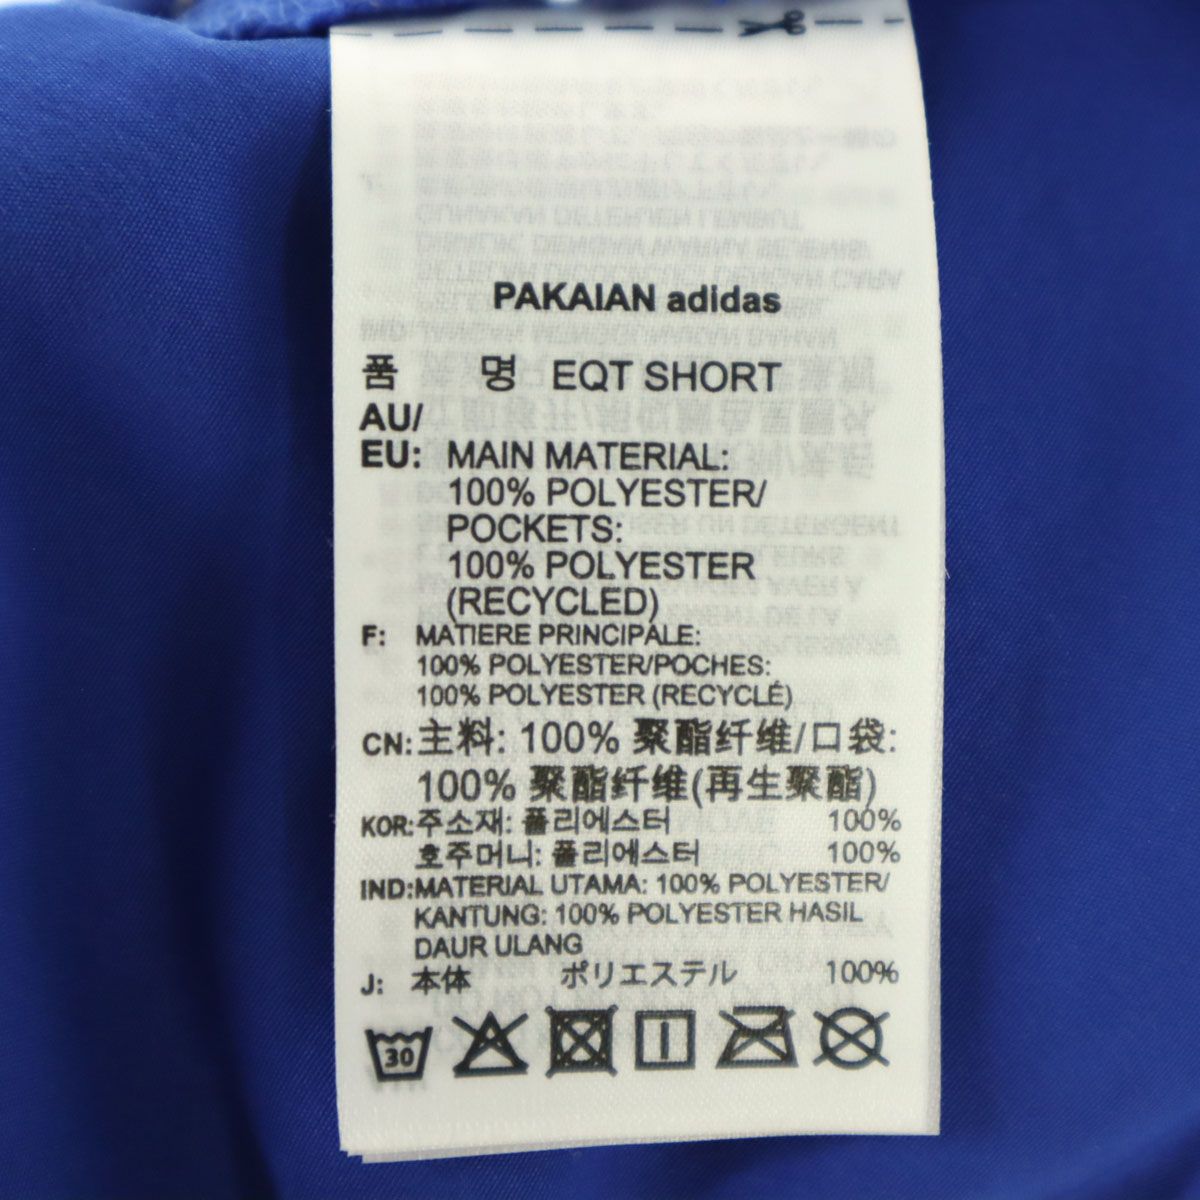 PAKAIAN adidas
품 명 EQT SHORT
AU/
EU: MAIN MATERIAL:
100% POLYESTER/
POCKETS:
100% POLYESTER
(RECYCLED)
F: MATIERE PRINCIPALE:
100% POLYESTER/POCHES:
100% POLYESTER (RECYCLÉ)
CN: 主料: 100% 聚酯纤维/口袋:
100% 聚酯纤维(再生聚酯)
KOR: 주소재: 폴리에스터 100%
호주머니: 폴리에스터 100%
IND: MATERIAL UTAMA: 100% POLYESTER/
KANTUNG: 100% POLYESTER HASIL
DAUR ULANG
J: 本体 ポリエステル 100%
30